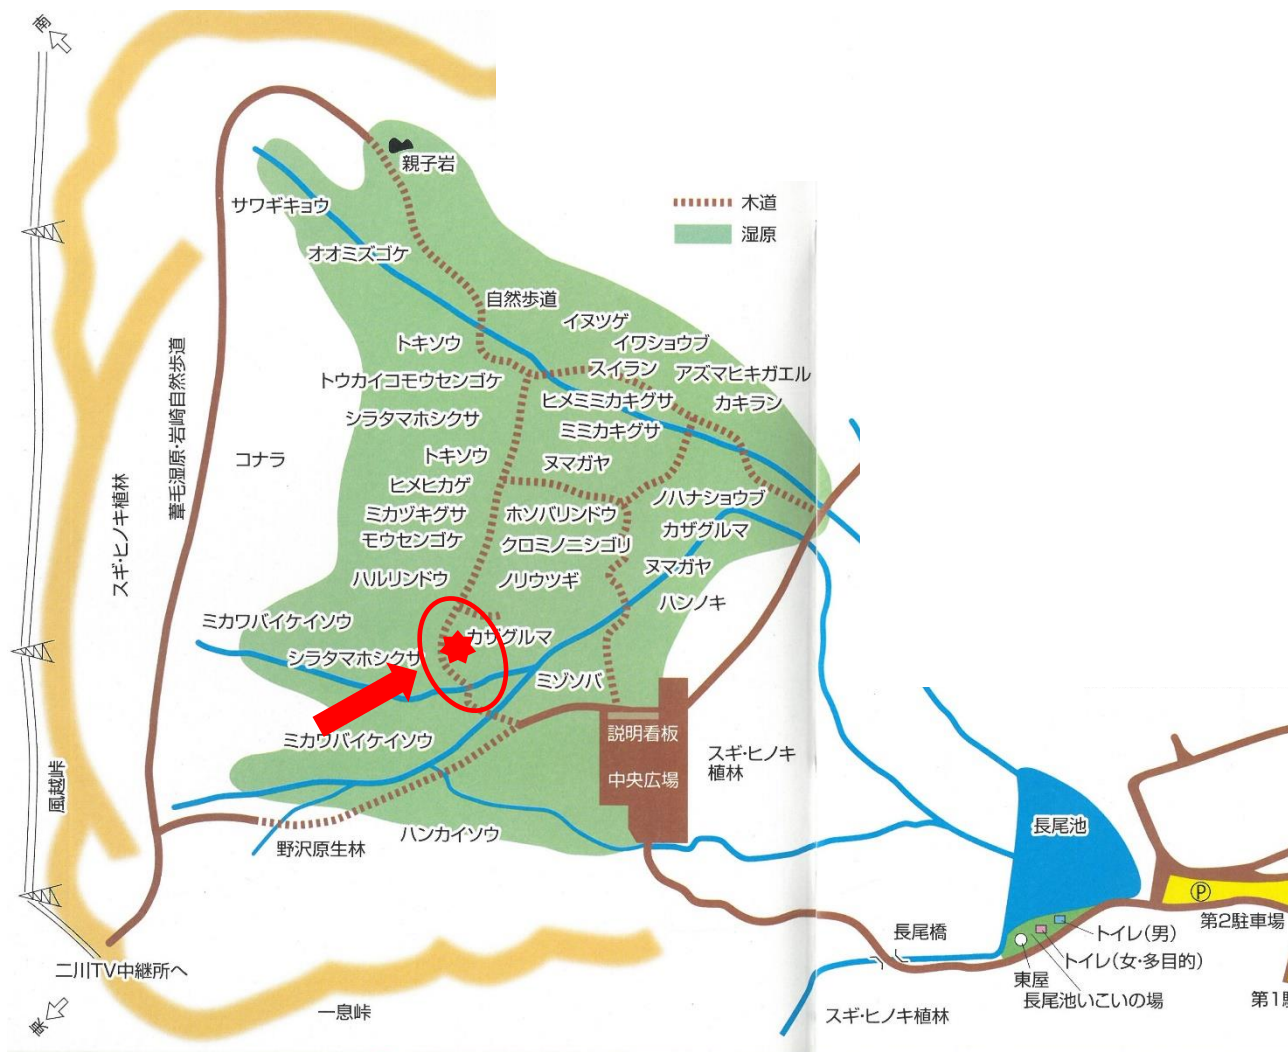 南
親子岩
サワギキョウ
木道
湿原
オオミズゴケ
自然歩道
イヌツゲ
トキソウ
イワショウブ
スイラン
アズマヒキガエル
トウカイコモウセンゴケ
ヒメミミカキグサ
カキラン
シラタマホシクサ
ミミカキグサ
葦毛湿原・岩崎自然歩道
コナラ
トキソウ
ヌマガヤ
スギ・ヒノキ植林
ヒメヒカゲ
ノハナショウブ
ミカヅキグサ
ホソバリンドウ
カザグルマ
モウセンゴケ
クロミノニシゴリ
ヌマガヤ
ハルリンドウ
ノリウツギ
ハンノキ
ミカワバイケイソウ
カザグルマ
シラタマホシクサ
ミゾソバ
ミカワバイケイソウ
説明看板
中央広場
スギ・ヒノキ
植林
風越峠
ハンカイソウ
野沢原生林
長尾池
P
第2駐車場
トイレ(男)
長尾橋
トイレ(女・多目的)
東屋
長尾池いこいの場
二川TV中継所へ
一息峠
スギ・ヒノキ植林
第1
東